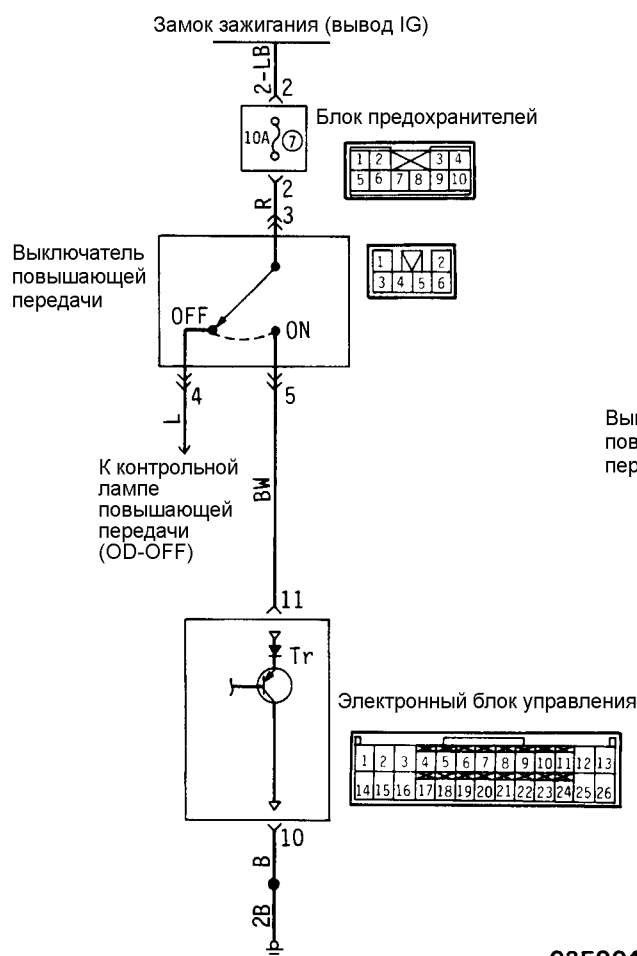 Замок зажигания (вывод IG)
2-LB
2
Блок предохранителей
10A 7
1 2 3 4
5 6 7 8 9 10
2
R
3
Выключатель
повышающей
передачи
1 2
3 4 5 6
OFF
ON
4
5
L
BW
К контрольной
лампе
повышающей
передачи
(OD-OFF)
11
Tr
Электронный блок управления
1 2 3 4 5 6 7 8 9 10 11 12 13
14 15 16 17 18 19 20 21 22 23 24 25 26
10
B
2B